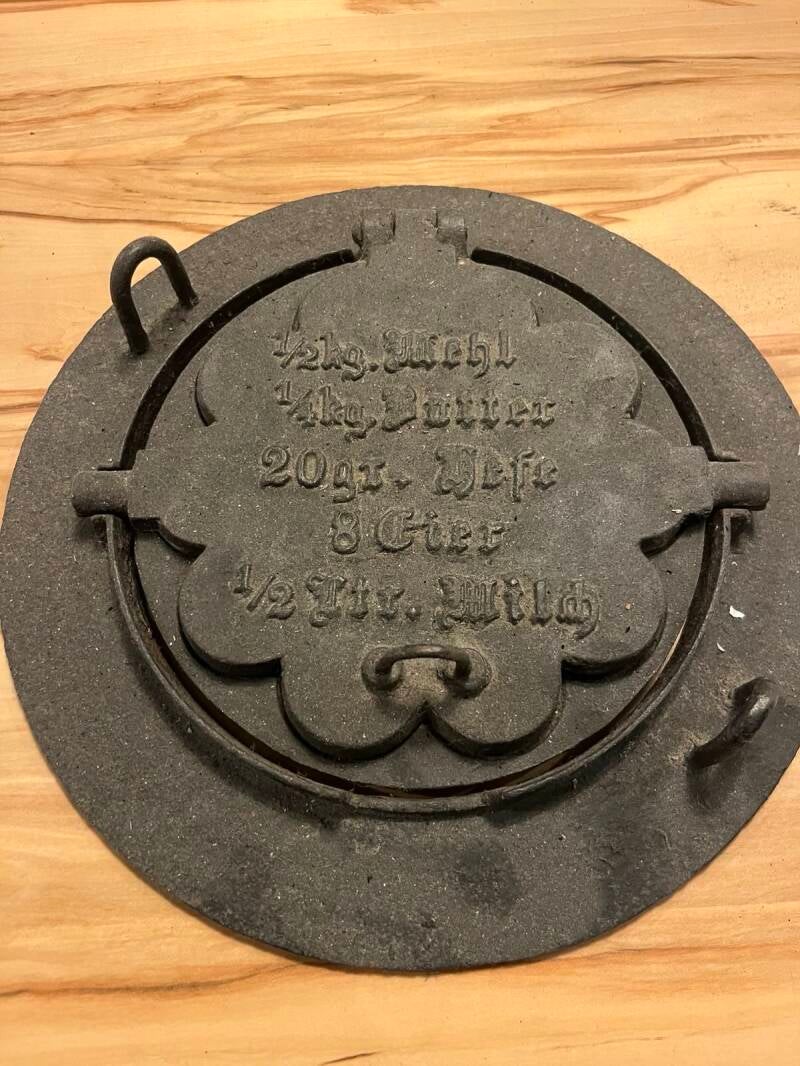 1/2kg. Mehl
1/4kg. Butter
20gr. Hefe
8 Eier
1/2 Ltr. Milch